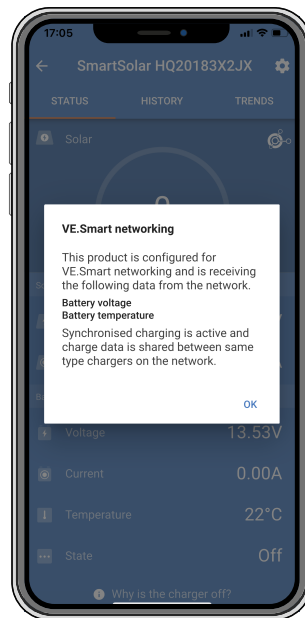 17:05
SmartSolar HQ20183X2JX
STATUS HISTORY TRENDS
Solar
VE.Smart networking
This product is configured for
VE.Smart networking and is receiving
the following data from the network.
Battery voltage
Battery temperature
Synchronised charging is active and
charge data is shared between same
type chargers on the network.
OK
Voltage 13.53V
Current 0.00A
Temperature 22°C
State Off
Why is the charger off?